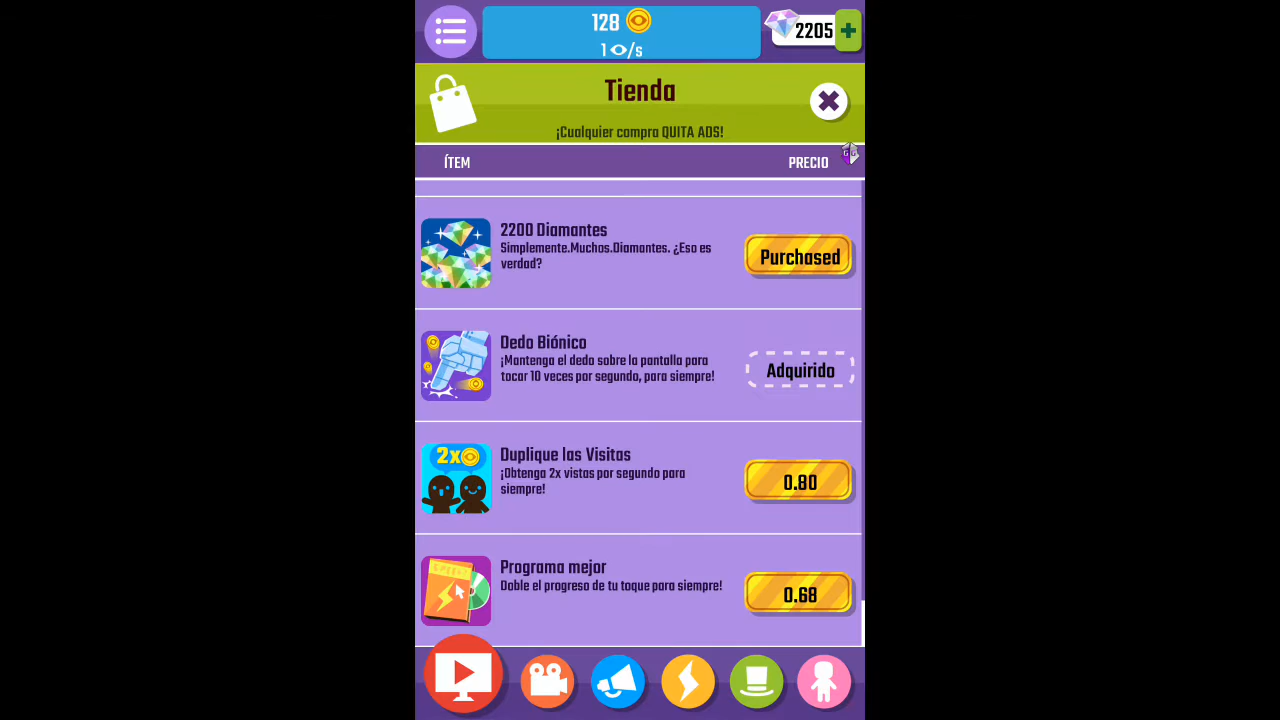 128
1 /s
2205
Tienda
¡Cualquier compra QUITA ADS!
ÍTEM
PRECIO
2200 Diamantes
Simplemente.Muchos.Diamantes. ¿Eso es
verdad?
Purchased
Dedo Biónico
¡Mantenga el dedo sobre la pantalla para
tocar 10 veces por segundo, para siempre!
Adquirido
2x
Duplique las Visitas
¡Obtenga 2x vistas por segundo para
siempre!
0.80
SPEED
Programa mejor
Doble el progreso de tu toque para siempre!
0.68